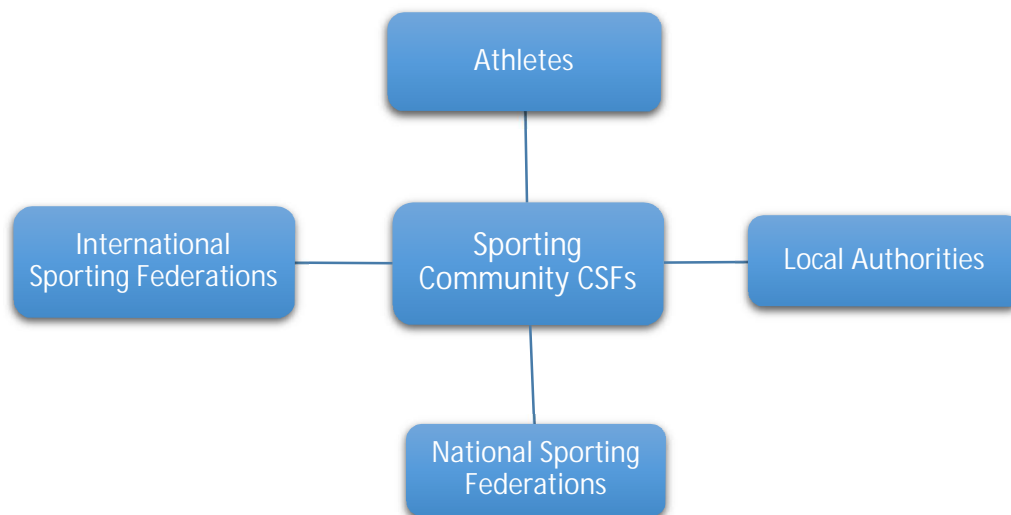 Athletes
International
Sporting Federations
Sporting
Community CSFs
Local Authorities
National Sporting
Federations